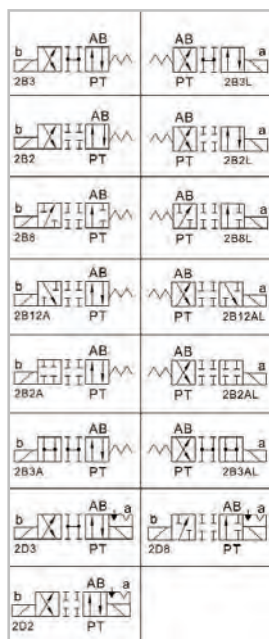 AB AB
b a
2B3 PT PT 2B3L
AB AB
b a
2B2 PT PT 2B2L
AB AB
b a
2B8 PT PT 2B8L
AB AB
b a
2B12A PT PT 2B12AL
AB AB
b a
2B2A PT PT 2B2AL
AB AB
b a
2B3A PT PT 2B3AL
AB AB
b a b a
2D3 PT 2D8 PT
AB
b a
2D2 PT